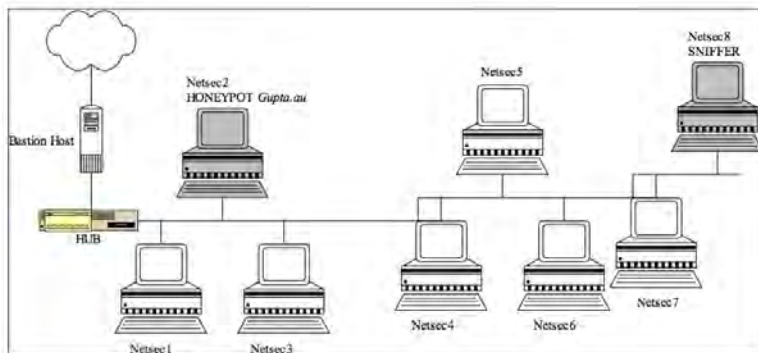 Netsec8
SNIFFER
Netsec5
Netsec2
HONEYPOT Gupta.au
Bastion Host
HUB
Netsec1
Netsec3
Netsec4
Netsec6
Netsec7